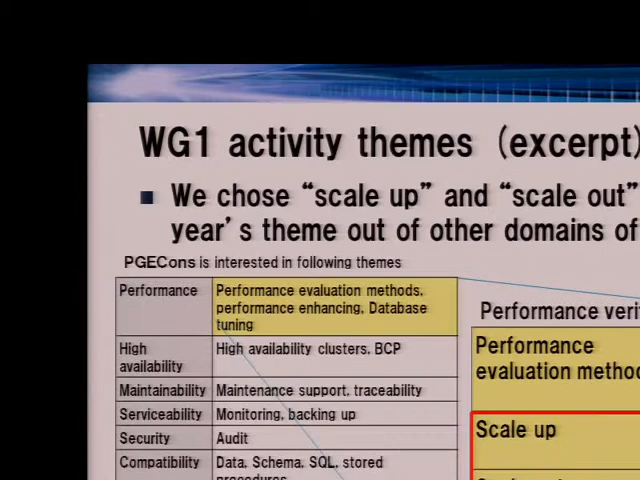 WG1 activity themes (excerpt)
■ We chose “scale up” and “scale out”
year’s theme out of other domains of
PGECons is interested in following themes
Performance Performance evaluation methods,
performance enhancing, Database
tuning
High
availability
High availability clusters, BCP
Maintainability Maintenance support, traceability
Serviceability Monitoring, backing up
Security Audit
Compatibility Data, Schema, SQL, stored
procedures
Performance
Performance
evaluation
Scale up